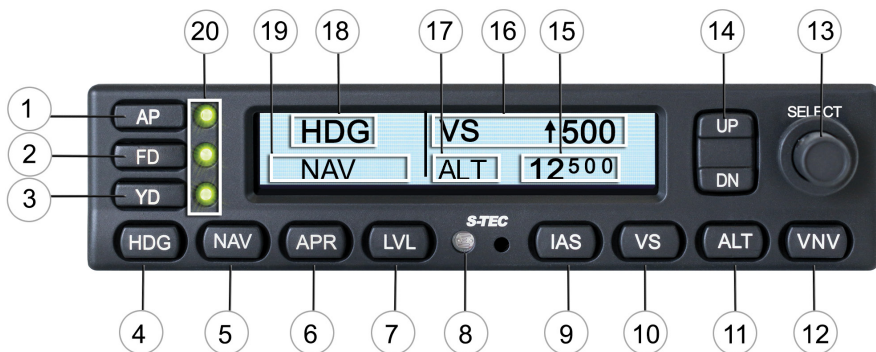 20 19 18 17 16 15 14 13
SELECT
1 AP HDG VS ↑500 UP
2 FD
3 YD NAV ALT 12500 DN
S-TEC
HDG NAV APR LVL IAS VS ALT VNV
4 5 6 7 8 9 10 11 12